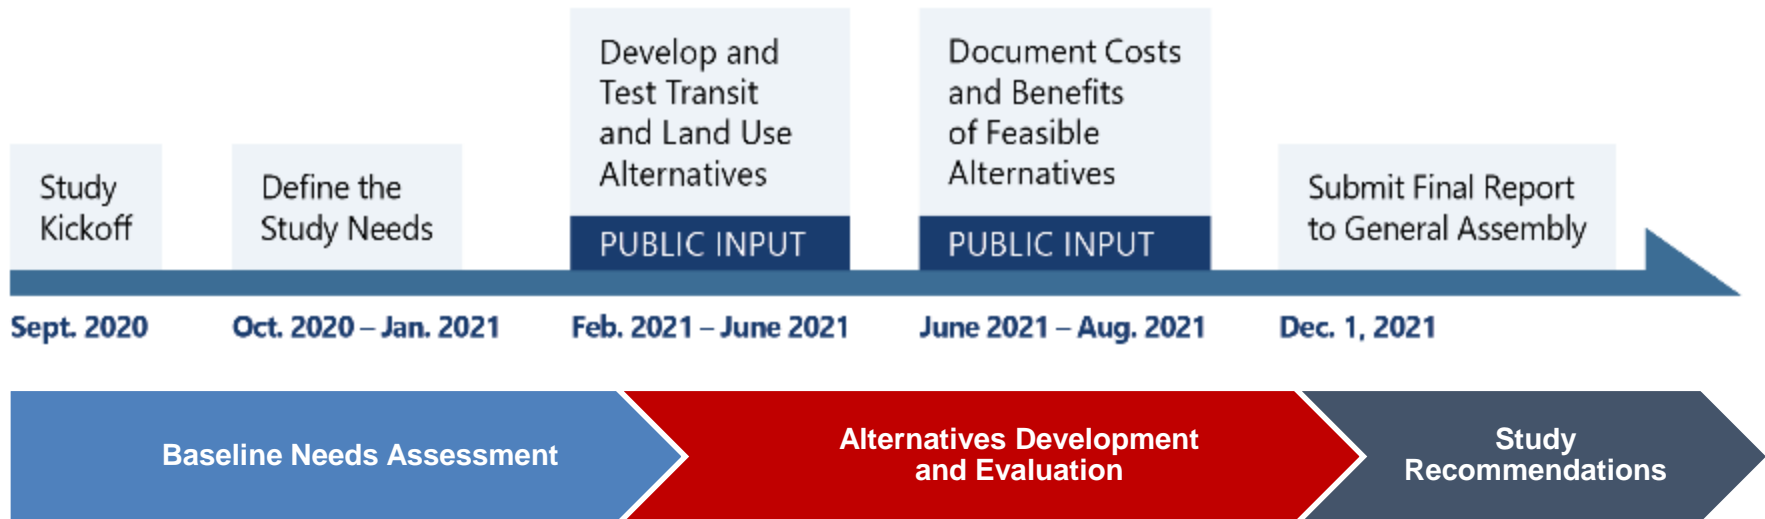 Study
Kickoff
Define the
Study Needs
Develop and
Test Transit
and Land Use
Alternatives
PUBLIC INPUT
Document Costs
and Benefits
of Feasible
Alternatives
PUBLIC INPUT
Submit Final Report
to General Assembly
Sept. 2020
Oct. 2020 – Jan. 2021
Feb. 2021 – June 2021
June 2021 – Aug. 2021
Dec. 1, 2021
Baseline Needs Assessment
Alternatives Development
and Evaluation
Study
Recommendations